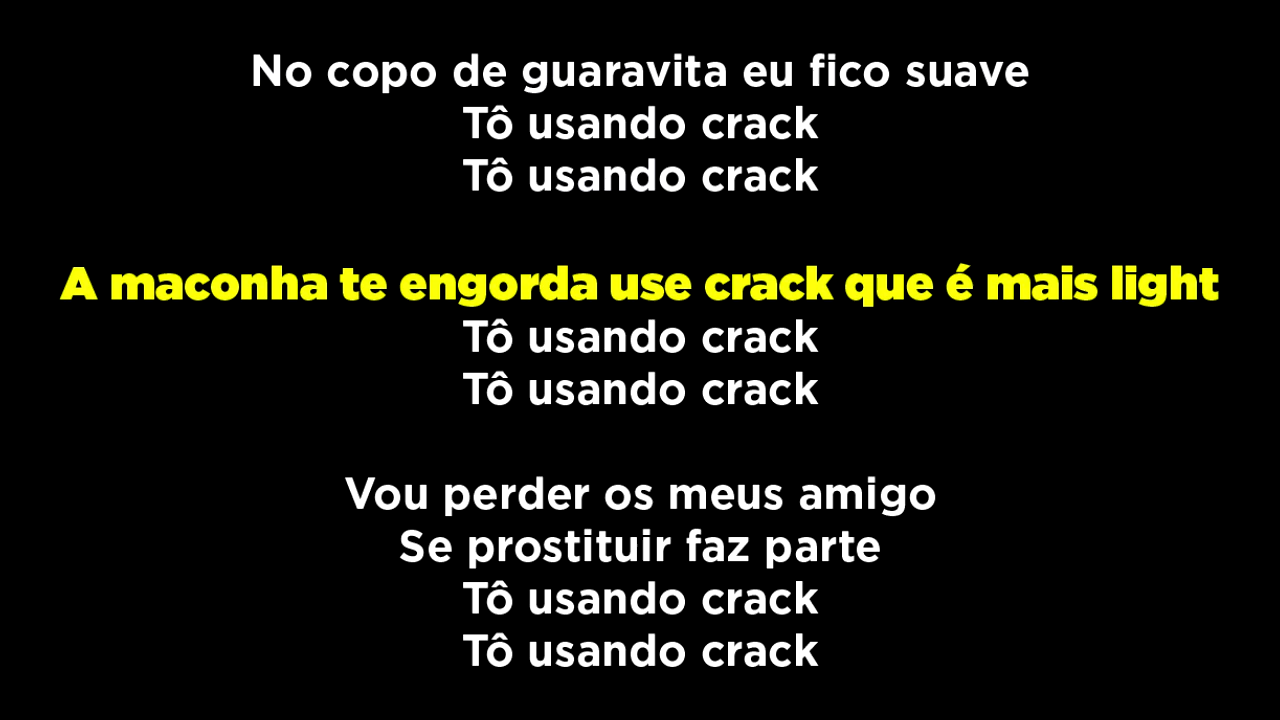 No copo de guaravita eu fico suave
Tô usando crack
Tô usando crack
A maconha te engorda use crack que é mais light
Tô usando crack
Tô usando crack
Vou perder os meus amigo
Se prostituir faz parte
Tô usando crack
Tô usando crack